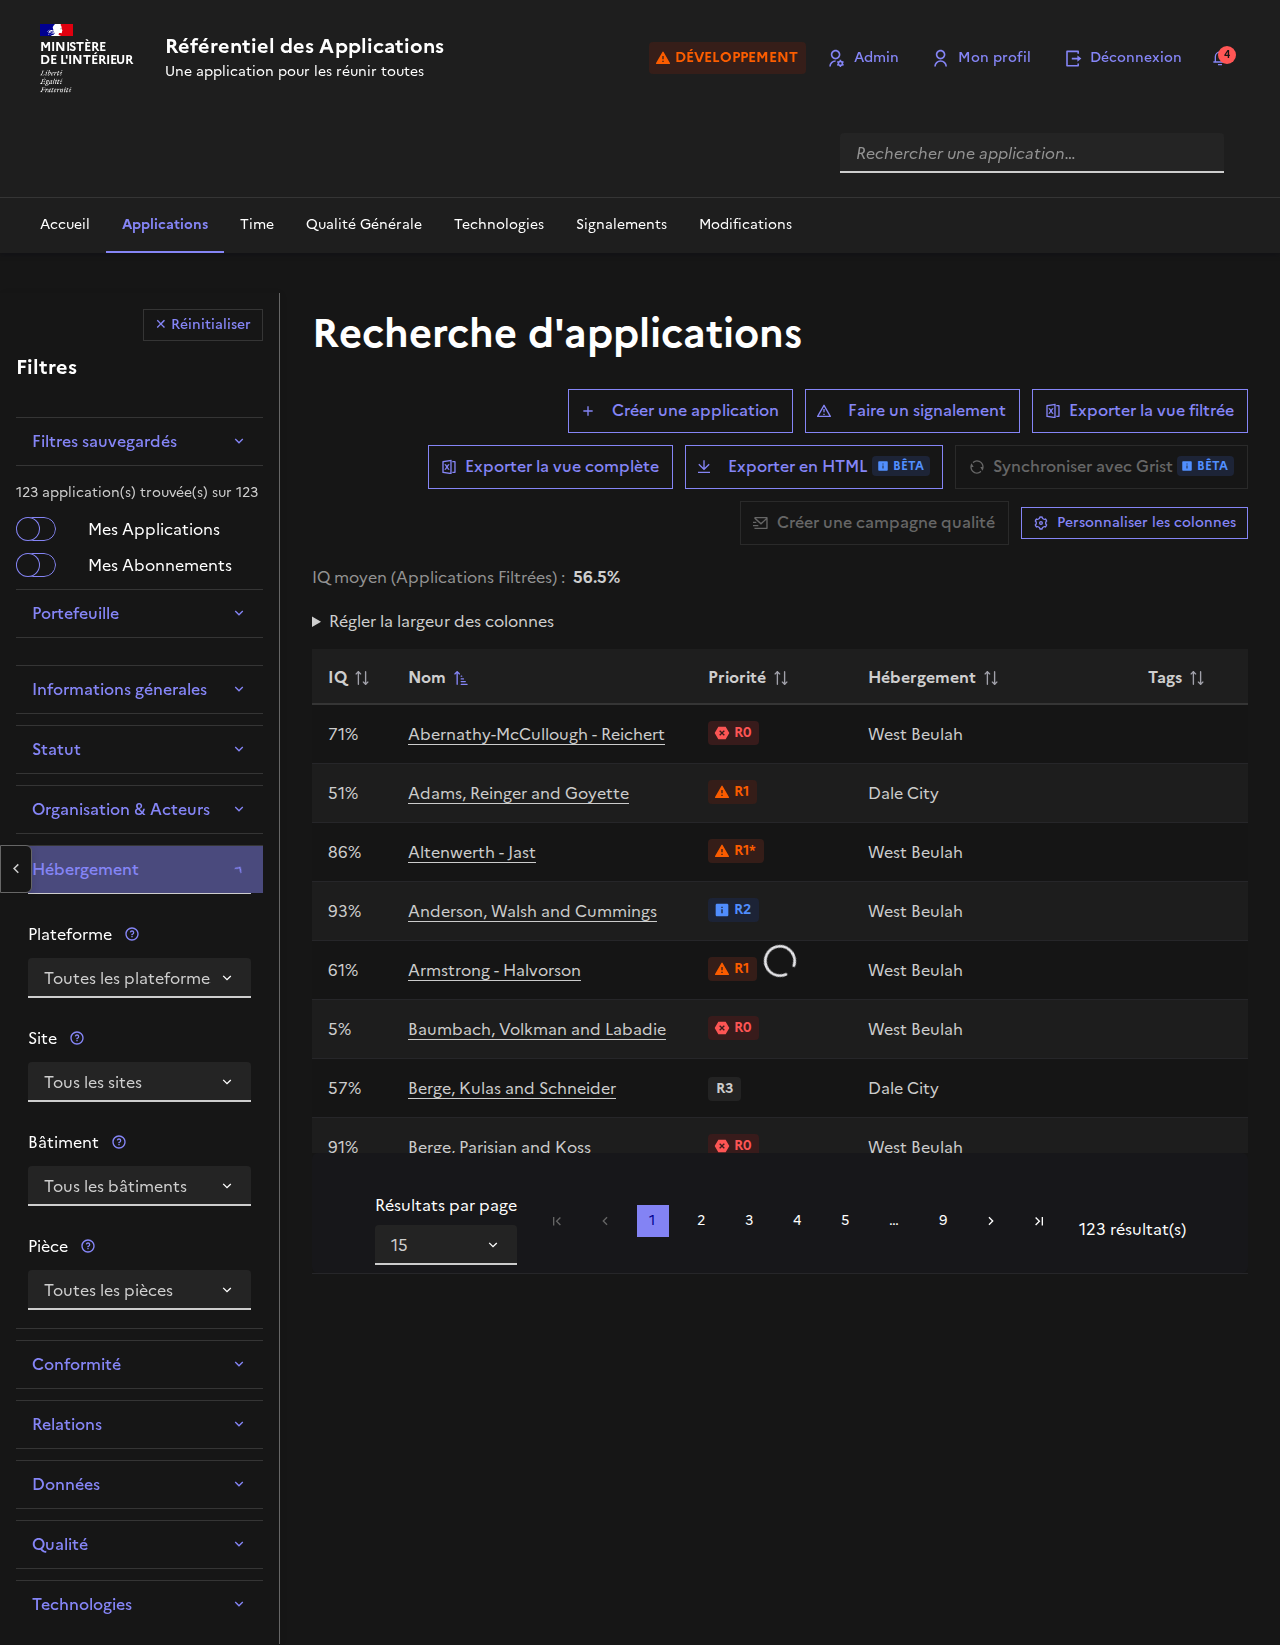 MINISTÈRE
DE L'INTÉRIEUR
Liberté
Égalité
Fraternité
Référentiel des Applications
Une application pour les réunir toutes
DÉVELOPPEMENT
Admin
Mon profil
Déconnexion
4
Rechercher une application...
Accueil
Applications
Time
Qualité Générale
Technologies
Signalements
Modifications
Réinitialiser
Filtres
Filtres sauvegardés
123 application(s) trouvée(s) sur 123
Mes Applications
Mes Abonnements
Portefeuille
Informations génerales
Statut
Organisation & Acteurs
Hébergement
Plateforme
Toutes les plateforme
Site
Tous les sites
Bâtiment
Tous les bâtiments
Pièce
Toutes les pièces
Conformité
Relations
Données
Qualité
Technologies
Recherche d'applications
Créer une application
Faire un signalement
Exporter la vue filtrée
Exporter la vue complète
Exporter en HTML BÊTA
Synchroniser avec Grist BÊTA
Créer une campagne qualité
Personnaliser les colonnes
IQ moyen (Applications Filtrées) : 56.5%
Régler la largeur des colonnes
IQ Nom Priorité Hébergement Tags
71% Abernathy-McCullough - Reichert R0 West Beulah
51% Adams, Reinger and Goyette R1 Dale City
86% Altenwerth - Jast R1* West Beulah
93% Anderson, Walsh and Cummings R2 West Beulah
61% Armstrong - Halvorson R1 West Beulah
5% Baumbach, Volkman and Labadie R0 West Beulah
57% Berge, Kulas and Schneider R3 Dale City
91% Berge, Parisian and Koss R0 West Beulah
Résultats par page
15
1 2 3 4 5 … 9
123 résultat(s)